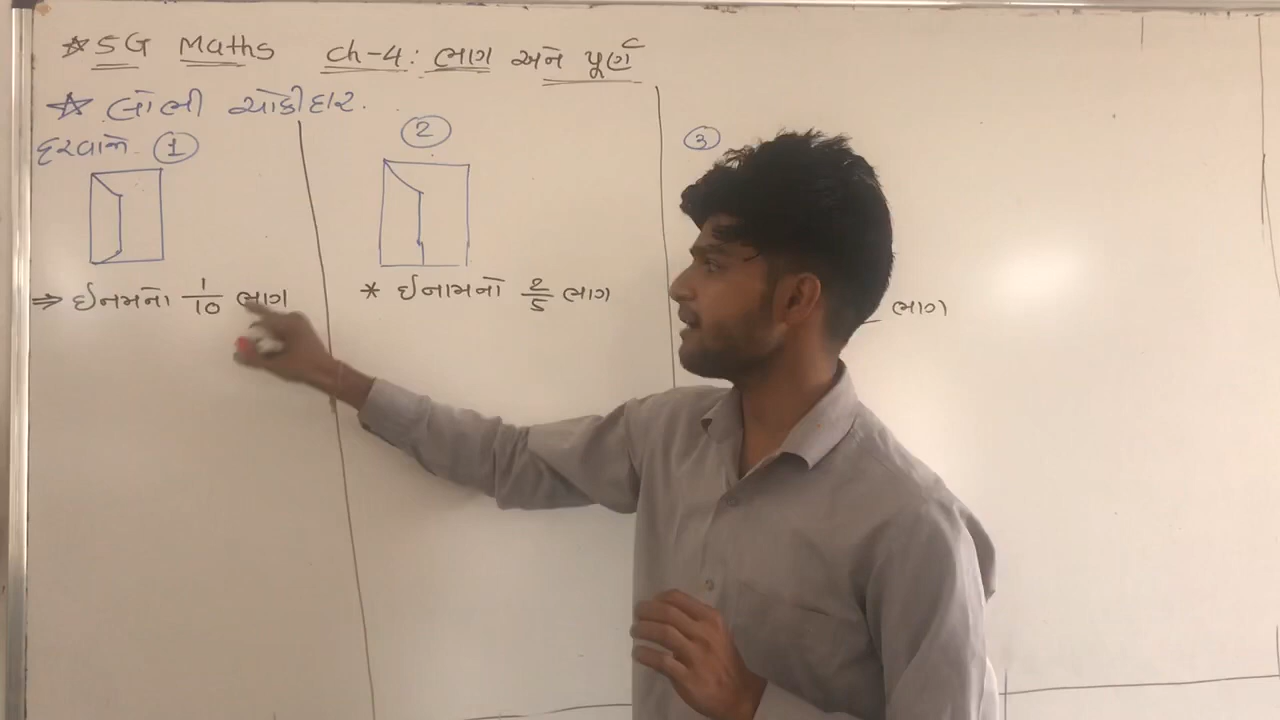 ☆ 5G Maths ch-4: ભાગ અને પૂર્ણ
☆ લોભી ચોકીદાર.
દરવાજો ①
②
③
⇒ ઈનામનો 1/10 ભાગ
* ઈનામનો 2/5 ભાગ
ભાગ